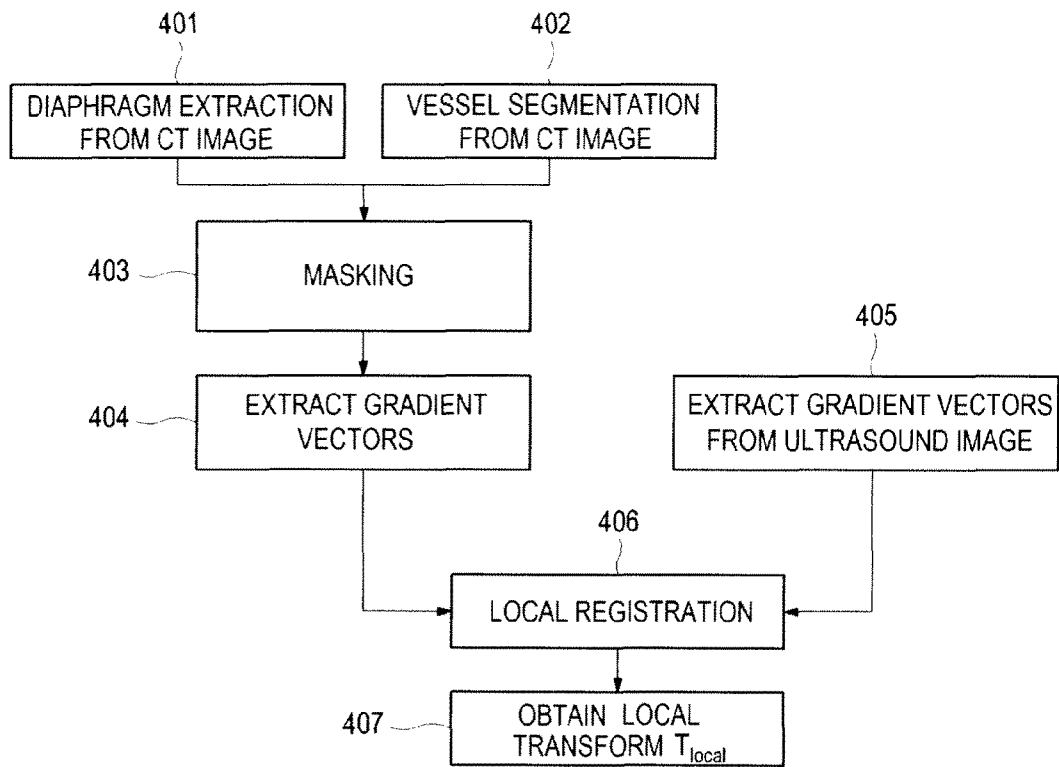 401
402
DIAPHRAGM EXTRACTION
FROM CT IMAGE
VESSEL SEGMENTATION
FROM CT IMAGE
403
MASKING
405
404
EXTRACT GRADIENT
VECTORS
EXTRACT GRADIENT VECTORS
FROM ULTRASOUND IMAGE
406
LOCAL REGISTRATION
407
OBTAIN LOCAL
TRANSFORM Tlocal